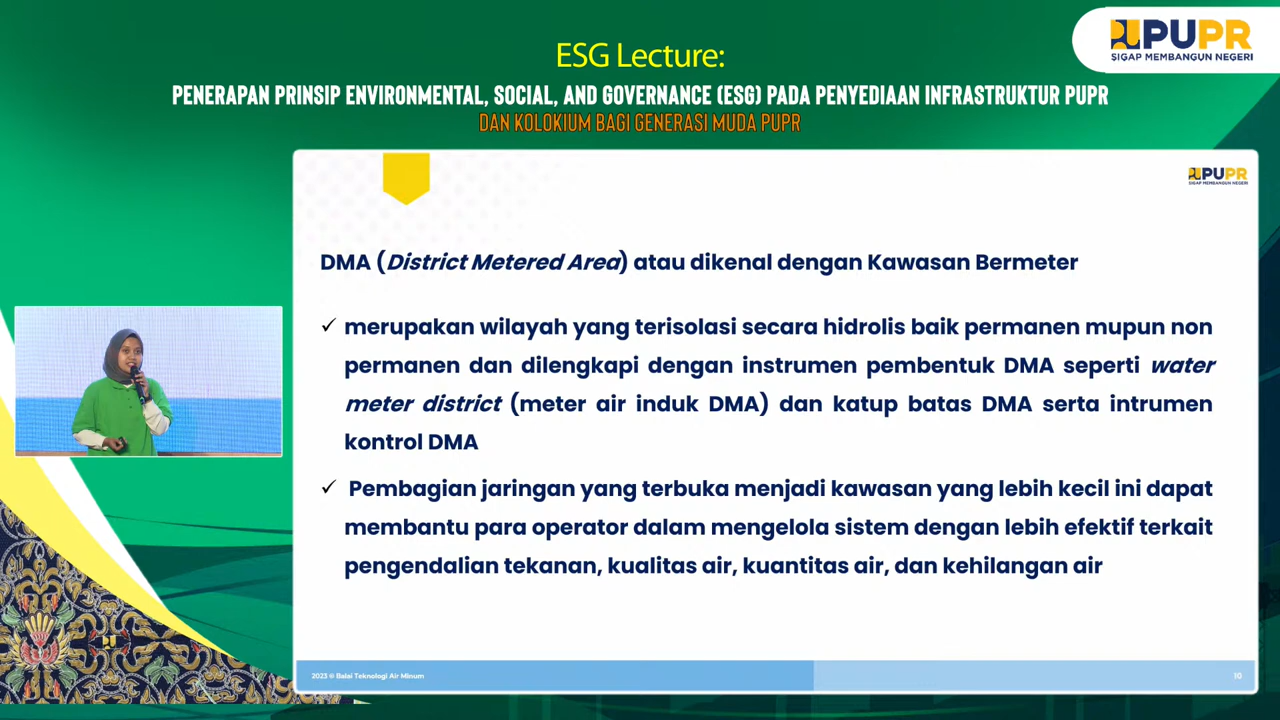 PUPR
SIGAP MEMBANGUN NEGERI
ESG Lecture:
PENERAPAN PRINSIP ENVIRONMENTAL, SOCIAL, AND GOVERNANCE (ESG) PADA PENYEDIAAN INFRASTRUKTUR PUPR
DAN KOLOKIUM BAGI GENERASI MUDA PUPR
PUPR
SIGAP MEMBANGUN NEGERI
DMA (District Metered Area) atau dikenal dengan Kawasan Bermeter
✓ merupakan wilayah yang terisolasi secara hidrolis baik permanen mupun non
permanen dan dilengkapi dengan instrumen pembentuk DMA seperti water
meter district (meter air induk DMA) dan katup batas DMA serta intrumen
kontrol DMA
✓ Pembagian jaringan yang terbuka menjadi kawasan yang lebih kecil ini dapat
membantu para operator dalam mengelola sistem dengan lebih efektif terkait
pengendalian tekanan, kualitas air, kuantitas air, dan kehilangan air
2023 © Balai Teknologi Air Minum
10